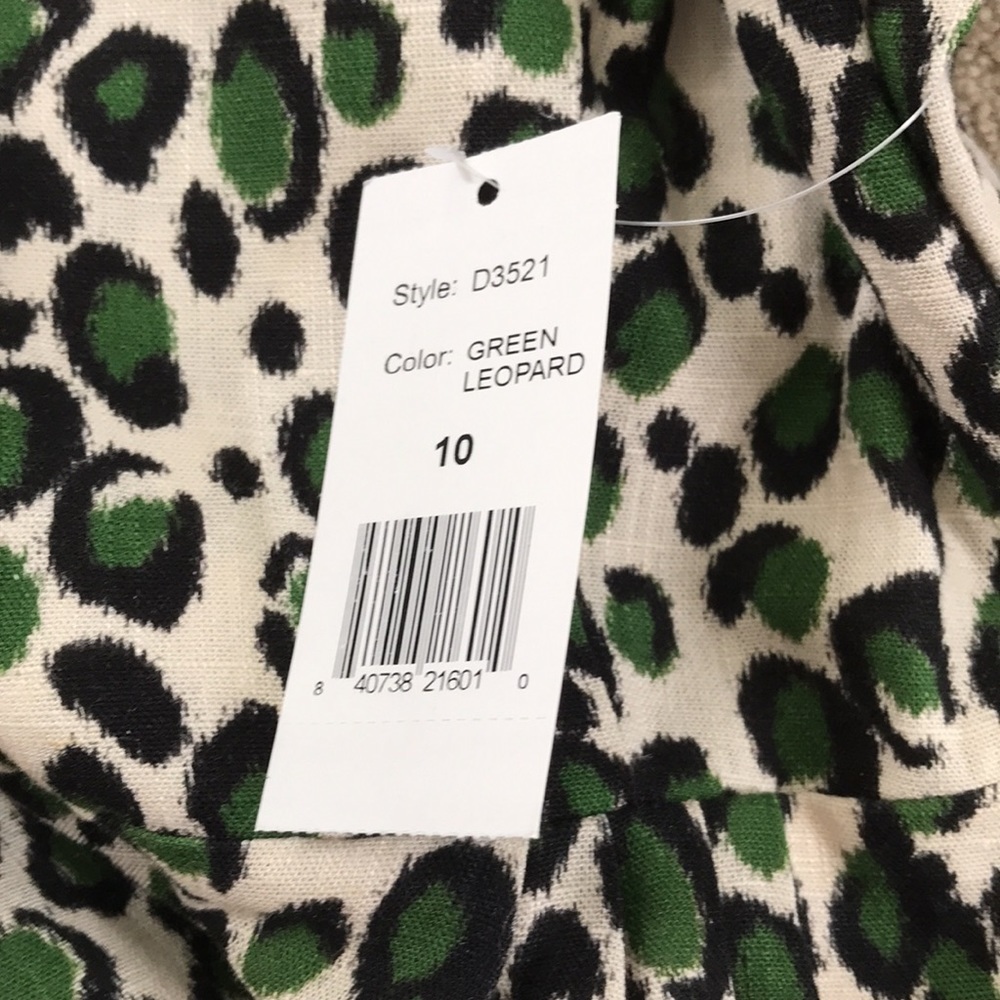 Style: D3521
Color: GREEN
LEOPARD
10
8 40738 21601 0